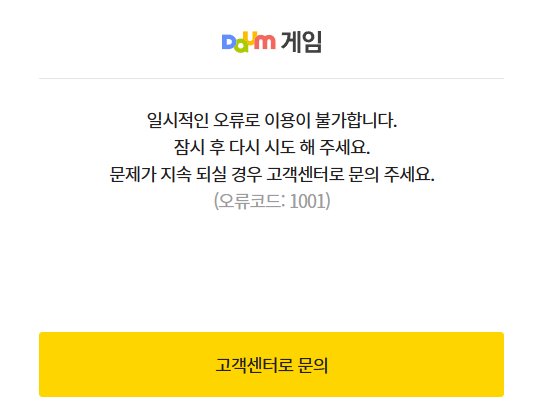 Daum 게임
일시적인 오류로 이용이 불가합니다.
잠시 후 다시 시도 해 주세요.
문제가 지속 되실 경우 고객센터로 문의 주세요.
(오류코드: 1001)
고객센터로 문의